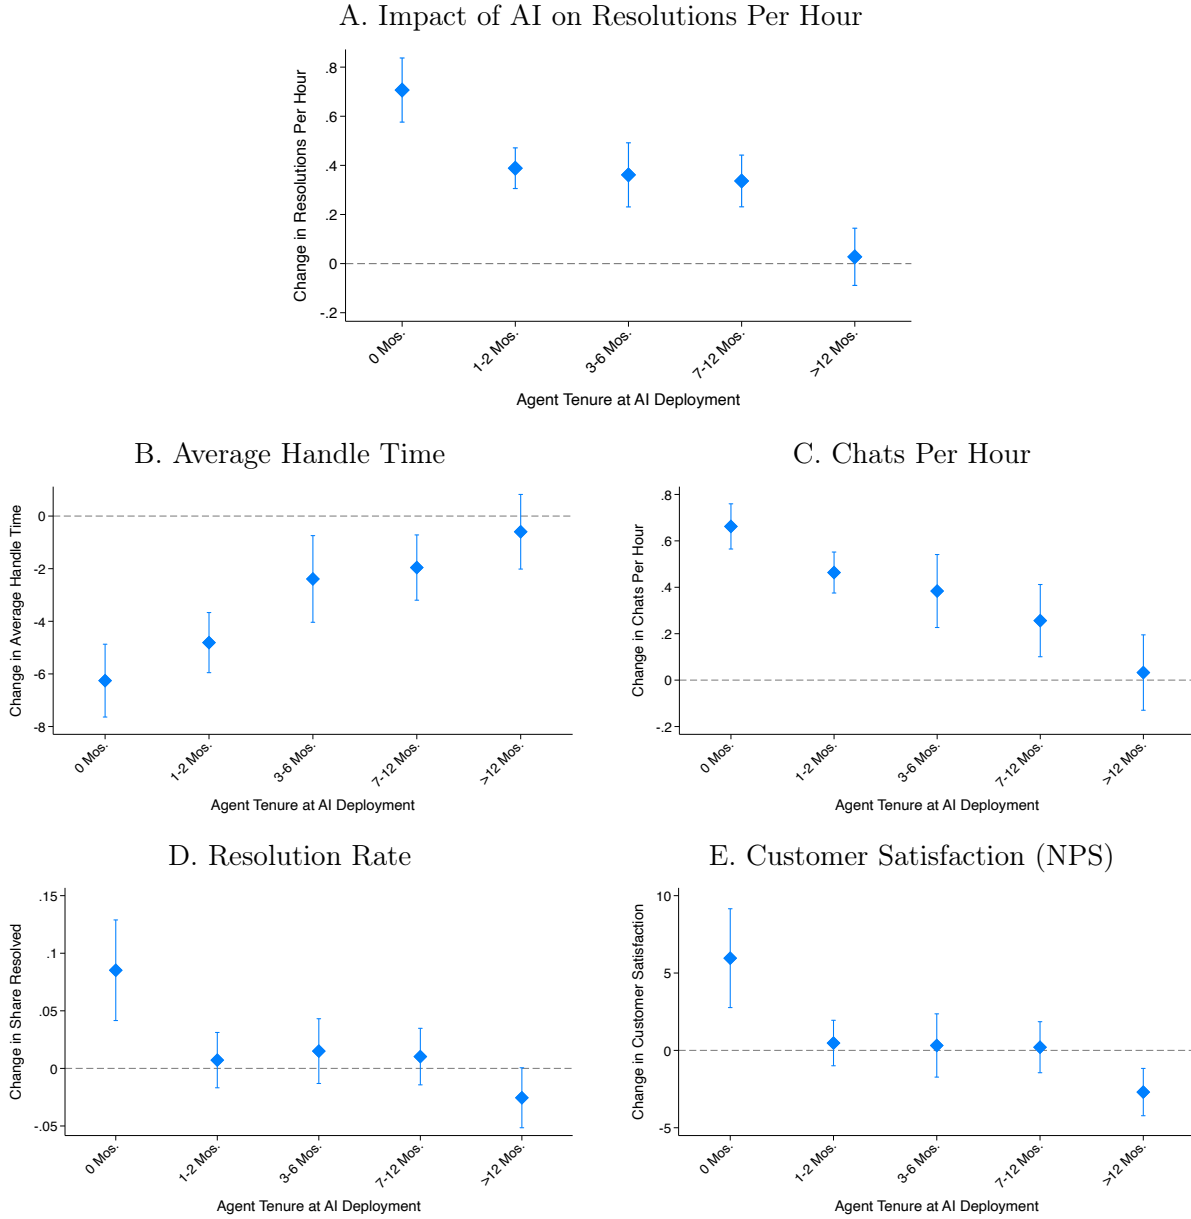 A. Impact of AI on Resolutions Per Hour
Change in Resolutions Per Hour
.8
.6
.4
.2
0
-.2
0 Mos.
1-2 Mos.
3-6 Mos.
7-12 Mos.
>12 Mos.
Agent Tenure at AI Deployment
B. Average Handle Time
Change in Average Handle Time
0
-2
-4
-6
-8
0 Mos.
1-2 Mos.
3-6 Mos.
7-12 Mos.
>12 Mos.
Agent Tenure at AI Deployment
C. Chats Per Hour
Change in Chats Per Hour
.8
.6
.4
.2
0
-.2
0 Mos.
1-2 Mos.
3-6 Mos.
7-12 Mos.
>12 Mos.
Agent Tenure at AI Deployment
D. Resolution Rate
Change in Share Resolved
.15
.1
.05
0
-.05
0 Mos.
1-2 Mos.
3-6 Mos.
7-12 Mos.
>12 Mos.
Agent Tenure at AI Deployment
E. Customer Satisfaction (NPS)
Change in Customer Satisfaction
10
5
0
-5
0 Mos.
1-2 Mos.
3-6 Mos.
7-12 Mos.
>12 Mos.
Agent Tenure at AI Deployment